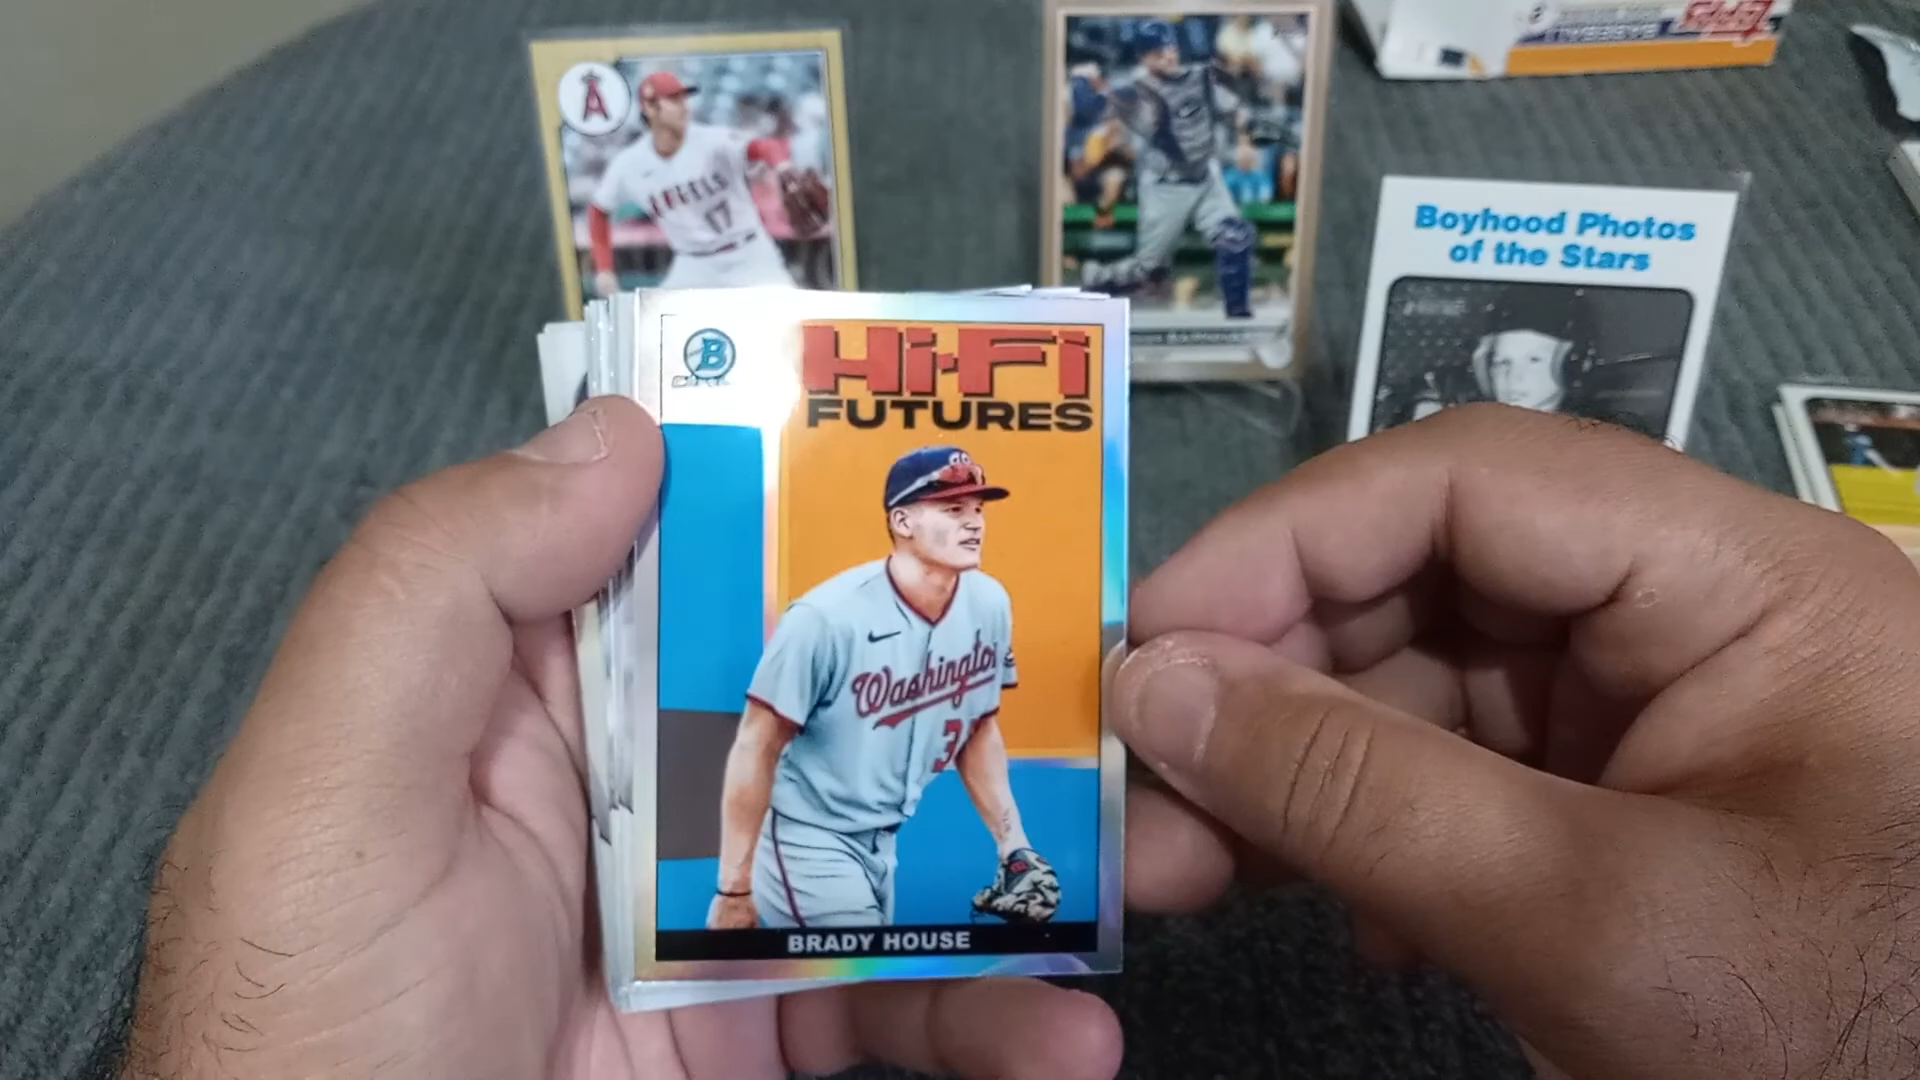 A
ANGELS
17
Boyhood Photos
of the Stars
B
Hi-Fi
FUTURES
Washington
BRADY HOUSE